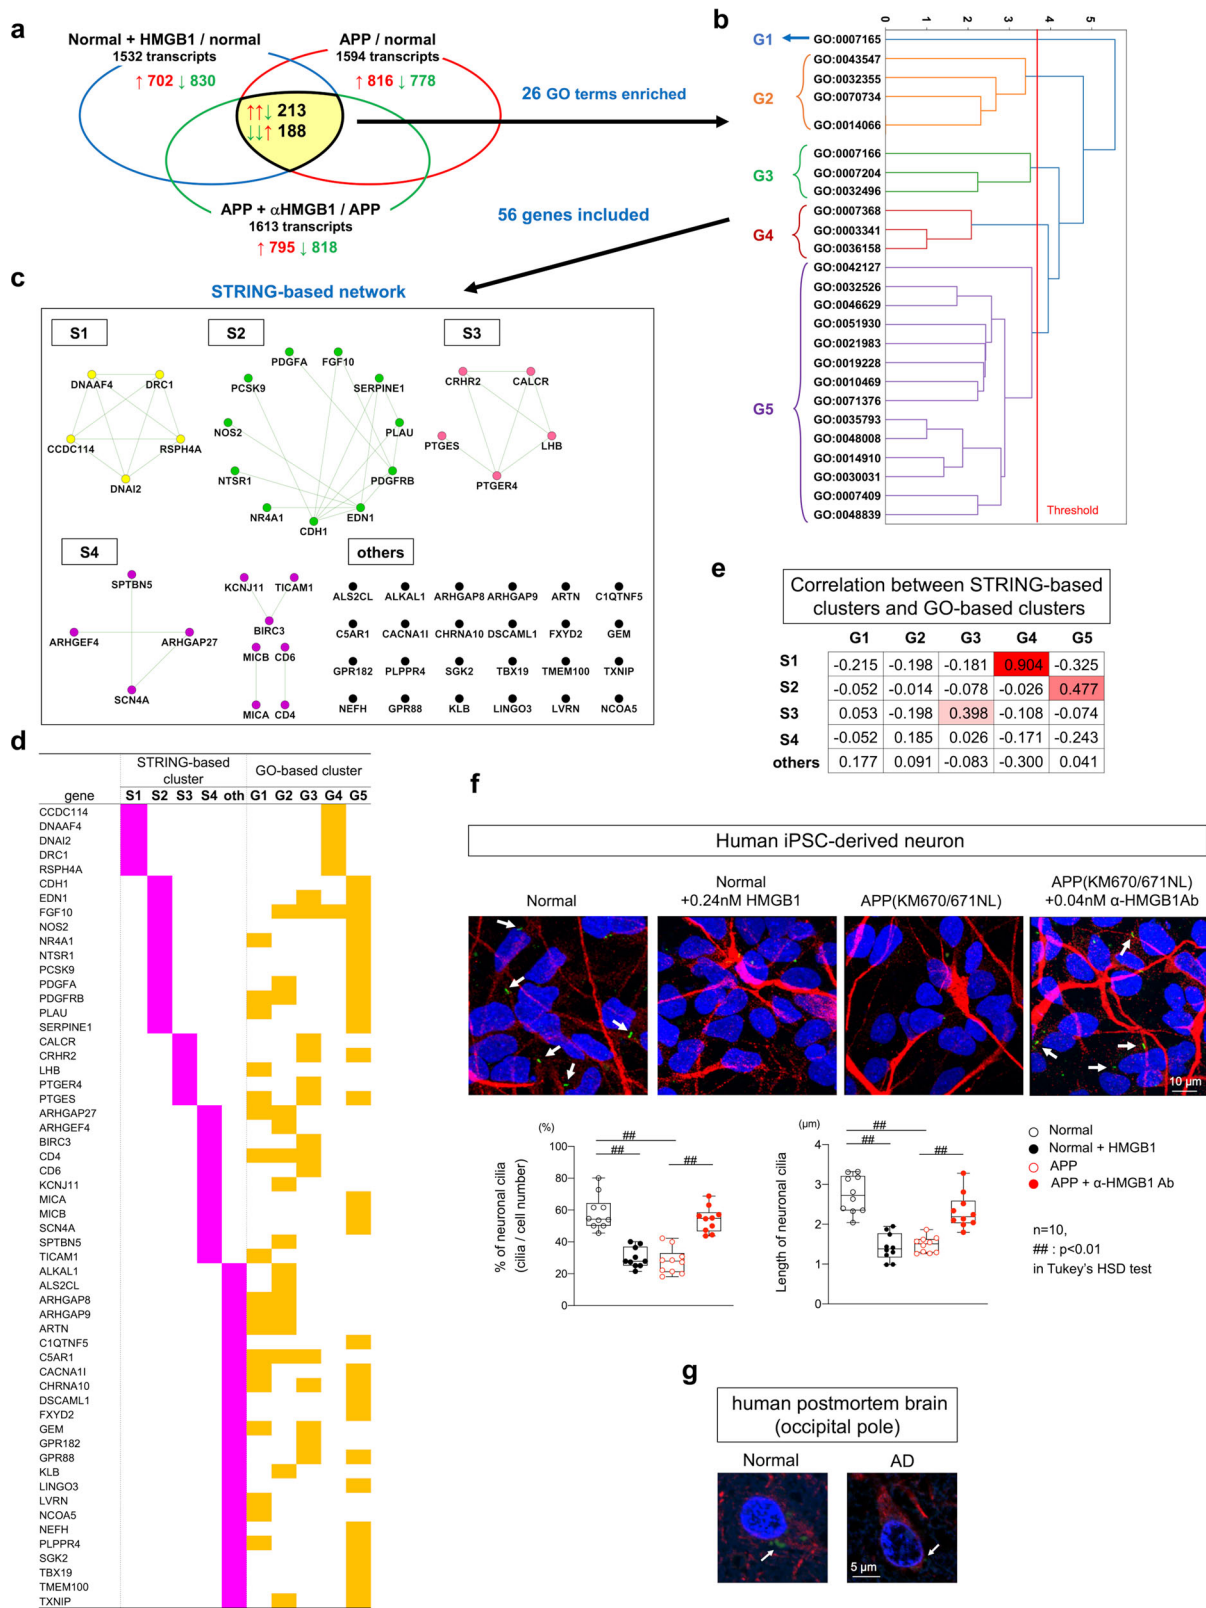 a
Normal + HMGB1 / normal
1532 transcripts
↑ 702 ↓ 830
APP / normal
1594 transcripts
↑ 816 ↓ 778
↑↑↓ 213
↓↓↑ 188
APP + αHMGB1 / APP
1613 transcripts
↑ 795 ↓ 818
26 GO terms enriched
56 genes included
b
0 1 2 3 4 5
G1
GO:0007165
G2
GO:0043547
GO:0032355
GO:0070734
GO:0014066
G3
GO:0007166
GO:0007204
GO:0032496
G4
GO:0007368
GO:0003341
GO:0036158
G5
GO:0042127
GO:0032526
GO:0046629
GO:0051930
GO:0021983
GO:0019228
GO:0010469
GO:0071376
GO:0035793
GO:0048008
GO:0014910
GO:0030031
GO:0007409
GO:0048839
Threshold
c
STRING-based network
S1
DNAAF4
DRC1
CCDC114
RSPH4A
DNAI2
S2
PDGFA
FGF10
PCSK9
SERPINE1
NOS2
PLAU
NTSR1
PDGFRB
NR4A1
EDN1
CDH1
S3
CRHR2
CALCR
PTGES
LHB
PTGER4
S4
SPTBN5
ARHGEF4
ARHGAP27
SCN4A
KCNJ11
TICAM1
BIRC3
MICB
CD6
MICA
CD4
others
ALS2CL ALKAL1 ARHGAP8 ARHGAP9 ARTN C1QTNF5
C5AR1 CACNA1I CHRNA10 DSCAML1 FXYD2 GEM
GPR182 PLPPR4 SGK2 TBX19 TMEM100 TXNIP
NEFH GPR88 KLB LINGO3 LVRN NCOA5
d
STRING-based
cluster
GO-based cluster
gene S1 S2 S3 S4 oth G1 G2 G3 G4 G5
CCDC114
DNAAF4
DNAI2
DRC1
RSPH4A
CDH1
EDN1
FGF10
NOS2
NR4A1
NTSR1
PCSK9
PDGFA
PDGFRB
PLAU
SERPINE1
CALCR
CRHR2
LHB
PTGER4
PTGES
ARHGAP27
ARHGEF4
BIRC3
CD4
CD6
KCNJ11
MICA
MICB
SCN4A
SPTBN5
TICAM1
ALKAL1
ALS2CL
ARHGAP8
ARHGAP9
ARTN
C1QTNF5
C5AR1
CACNA1I
CHRNA10
DSCAML1
FXYD2
GEM
GPR182
GPR88
KLB
LINGO3
LVRN
NCOA5
NEFH
PLPPR4
SGK2
TBX19
TMEM100
TXNIP
e
Correlation between STRING-based
clusters and GO-based clusters
G1 G2 G3 G4 G5
S1 -0.215 -0.198 -0.181 0.904 -0.325
S2 -0.052 -0.014 -0.078 -0.026 0.477
S3 0.053 -0.198 0.398 -0.108 -0.074
S4 -0.052 0.185 0.026 -0.171 -0.243
others 0.177 0.091 -0.083 -0.300 0.041
f
Human iPSC-derived neuron
Normal
Normal
+0.24nM HMGB1
APP(KM670/671NL)
APP(KM670/671NL)
+0.04nM α-HMGB1Ab
10 µm
(%)
% of neuronal cilia
(cilia / cell number)
100
80
60
40
20
0
##
##
##
(µm)
Length of neuronal cilia
4
3
2
1
0
##
##
##
Normal
Normal + HMGB1
APP
APP + α-HMGB1 Ab
n=10,
## : p<0.01
in Tukey's HSD test
g
human postmortem brain
(occipital pole)
Normal
AD
5 µm